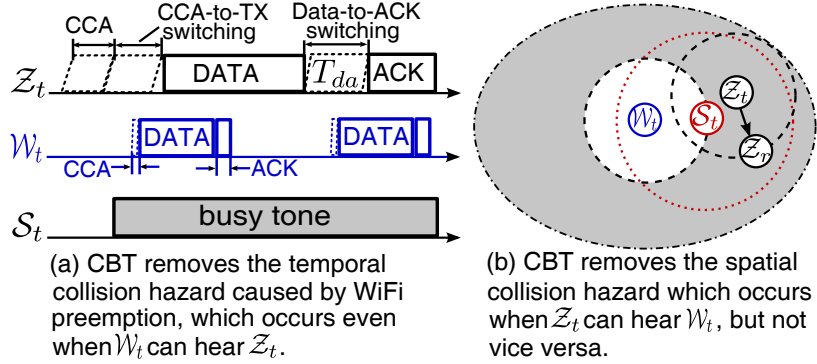 CCA
CCA-to-TX
switching
Data-to-ACK
switching
𝒵t
DATA
Tda
ACK
𝒲t
DATA
DATA
CCA
ACK
𝒮t
busy tone
(a) CBT removes the temporal
collision hazard caused by WiFi
preemption, which occurs even
when 𝒲t can hear 𝒵t.
𝒲t
𝒮t
𝒵t
𝒵r
(b) CBT removes the spatial
collision hazard which occurs
when 𝒵t can hear 𝒲t, but not
vice versa.